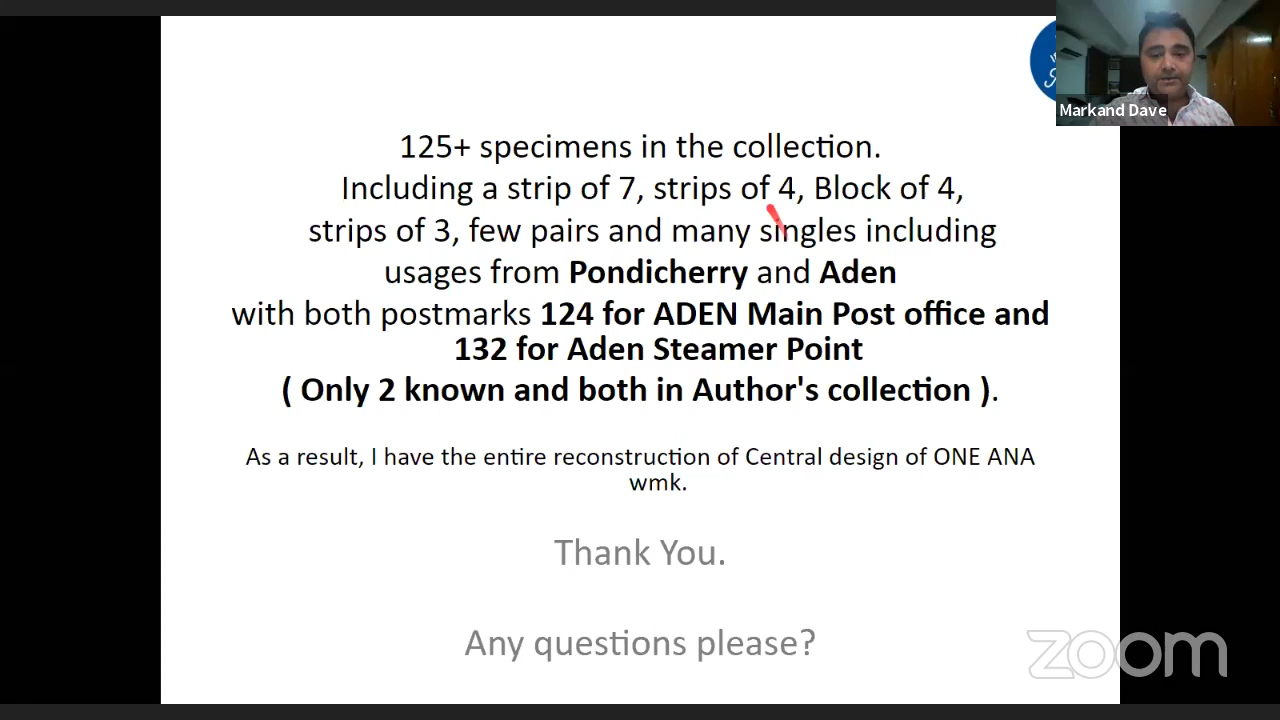 Markand Dave
125+ specimens in the collection.
Including a strip of 7, strips of 4, Block of 4,
strips of 3, few pairs and many singles including
usages from Pondicherry and Aden
with both postmarks 124 for ADEN Main Post office and
132 for Aden Steamer Point
( Only 2 known and both in Author's collection ).
As a result, I have the entire reconstruction of Central design of ONE ANA
wmk.
Thank You.
Any questions please?
zoom